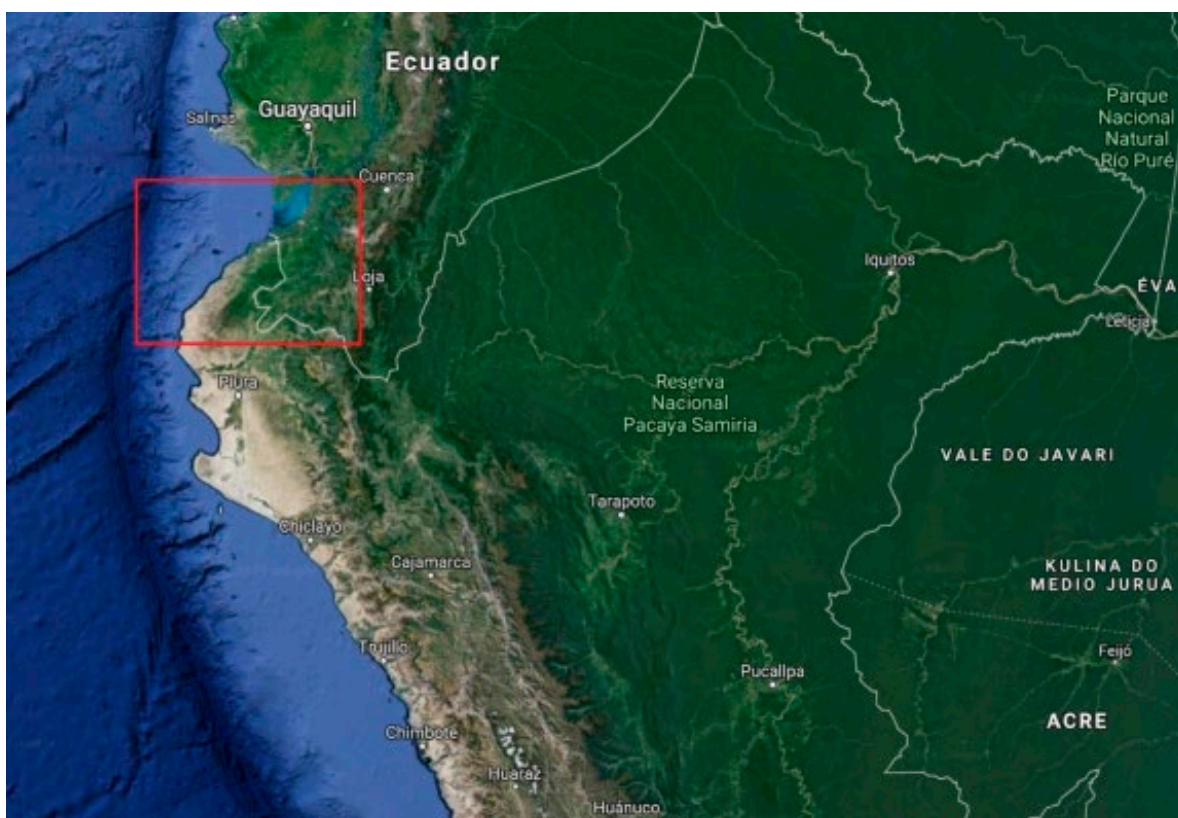 Ecuador
Guayaquil
Salinas
Parque
Nacional
Natural
Río Puré
Cuenca
Iquitos
Loja
ÉVA
Leticia
Piura
Reserva
Nacional
Pacaya Samiria
VALE DO JAVARI
Tarapoto
Chiclayo
Cajamarca
KULINA DO
MEDIO JURUA
Trujillo
Feijó
Pucallpa
ACRE
Chimbote
Huaraz
Huánuco